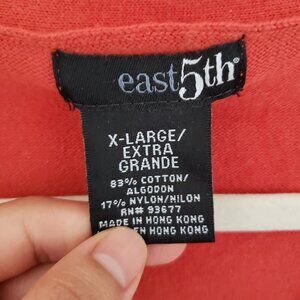 east5th®
X-LARGE/
EXTRA
GRANDE
83% COTTON/
ALGODON
17% NYLON/NILON
RN# 93677
MADE IN HONG KONG
EN HONG KONG